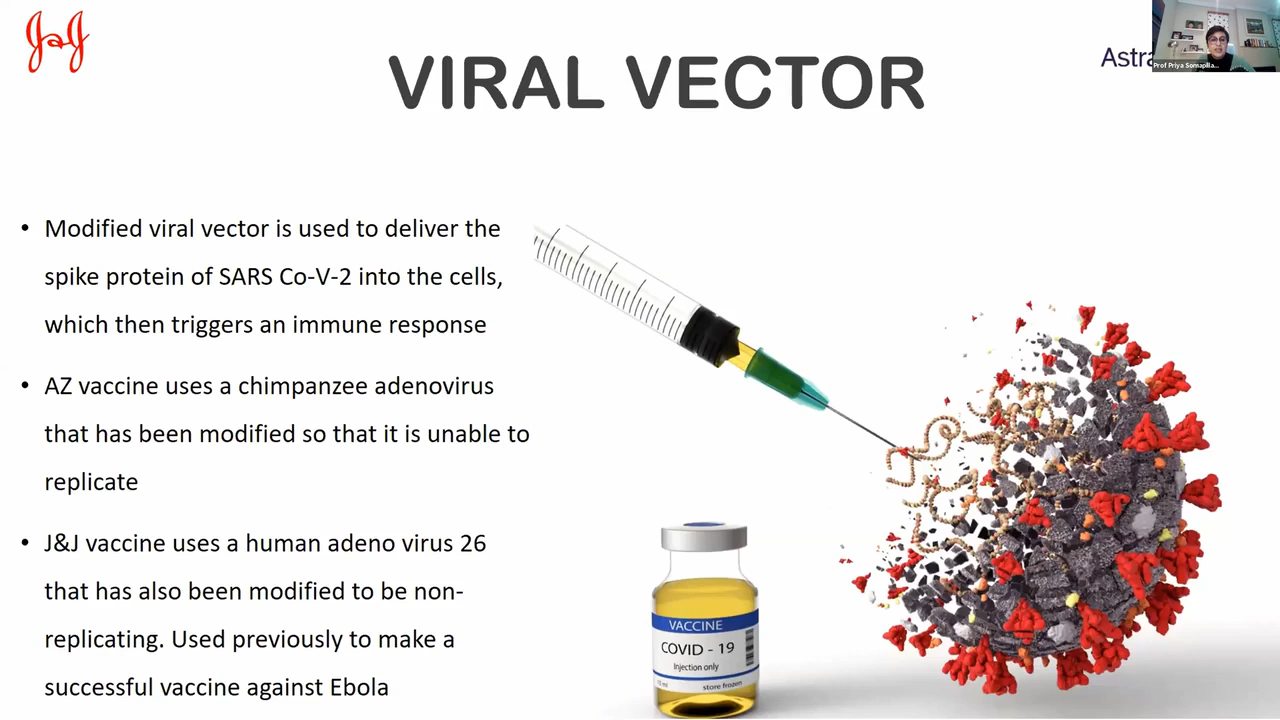 J&J
VIRAL VECTOR
Astra
Prof Priya Somapilla...
• Modified viral vector is used to deliver the
spike protein of SARS Co-V-2 into the cells,
which then triggers an immune response
• AZ vaccine uses a chimpanzee adenovirus
that has been modified so that it is unable to
replicate
• J&J vaccine uses a human adeno virus 26
that has also been modified to be non-
replicating. Used previously to make a
successful vaccine against Ebola
VACCINE
COVID - 19
Injection only
store frozen